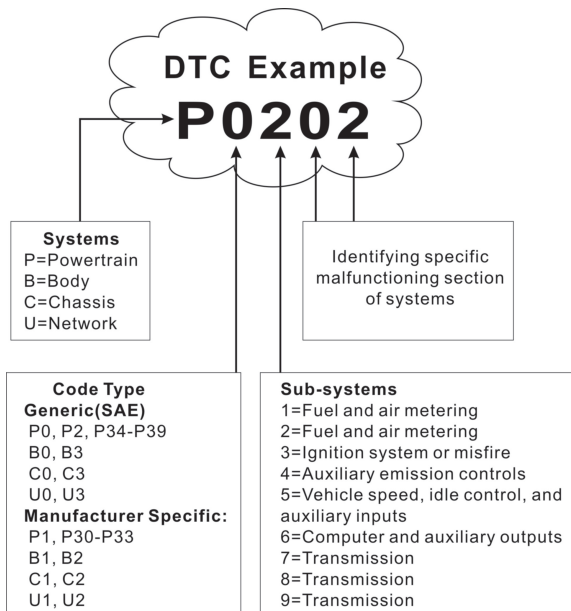 DTC Example
P0202
Systems
P=Powertrain
B=Body
C=Chassis
U=Network
Identifying specific
malfunctioning section
of systems
Code Type
Generic(SAE)
P0, P2, P34-P39
B0, B3
C0, C3
U0, U3
Manufacturer Specific:
P1, P30-P33
B1, B2
C1, C2
U1, U2
Sub-systems
1=Fuel and air metering
2=Fuel and air metering
3=Ignition system or misfire
4=Auxiliary emission controls
5=Vehicle speed, idle control, and
auxiliary inputs
6=Computer and auxiliary outputs
7=Transmission
8=Transmission
9=Transmission